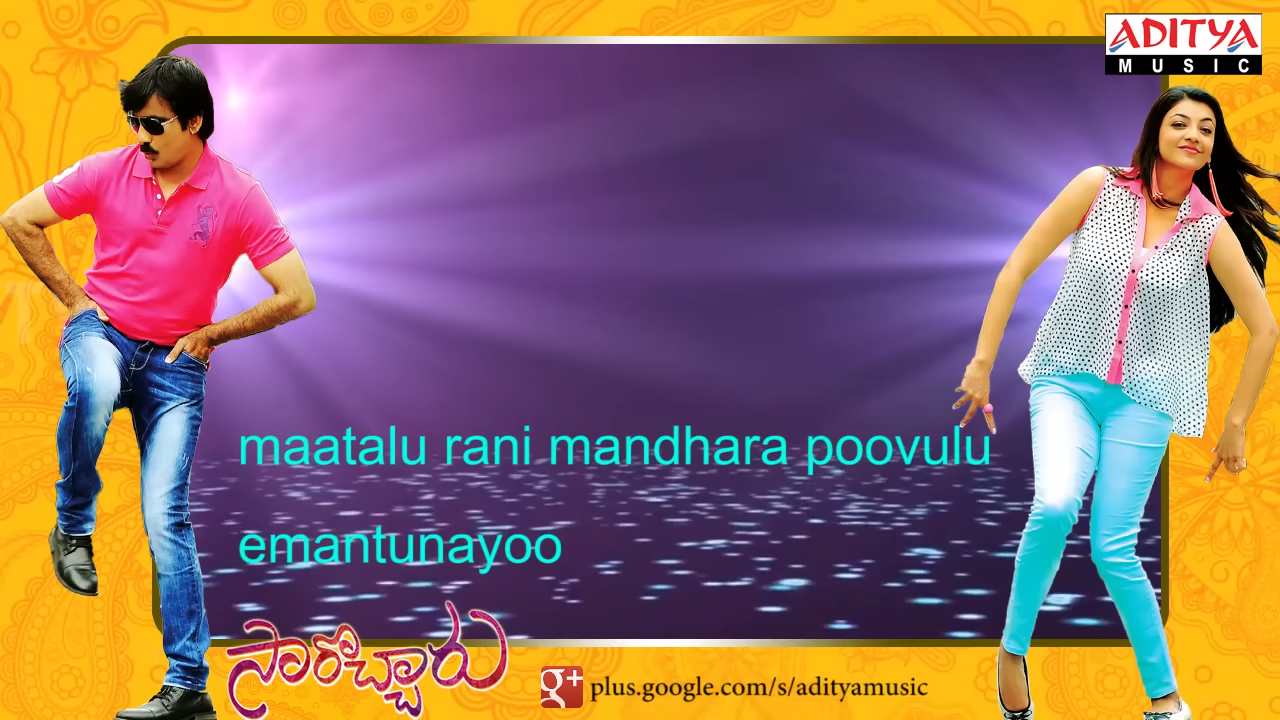 ADITYA
MUSIC
maatalu rani mandhara poovulu
emantunayoo
సారొచ్చారు
g+ plus.google.com/s/adityamusic